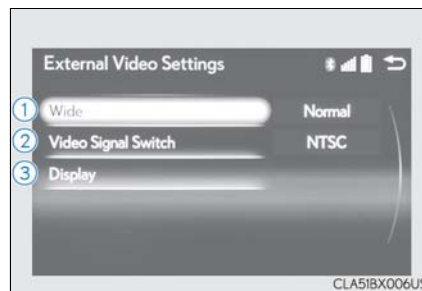 External Video Settings
1 Wide Normal
2 Video Signal Switch NTSC
3 Display
CLA51BX006US